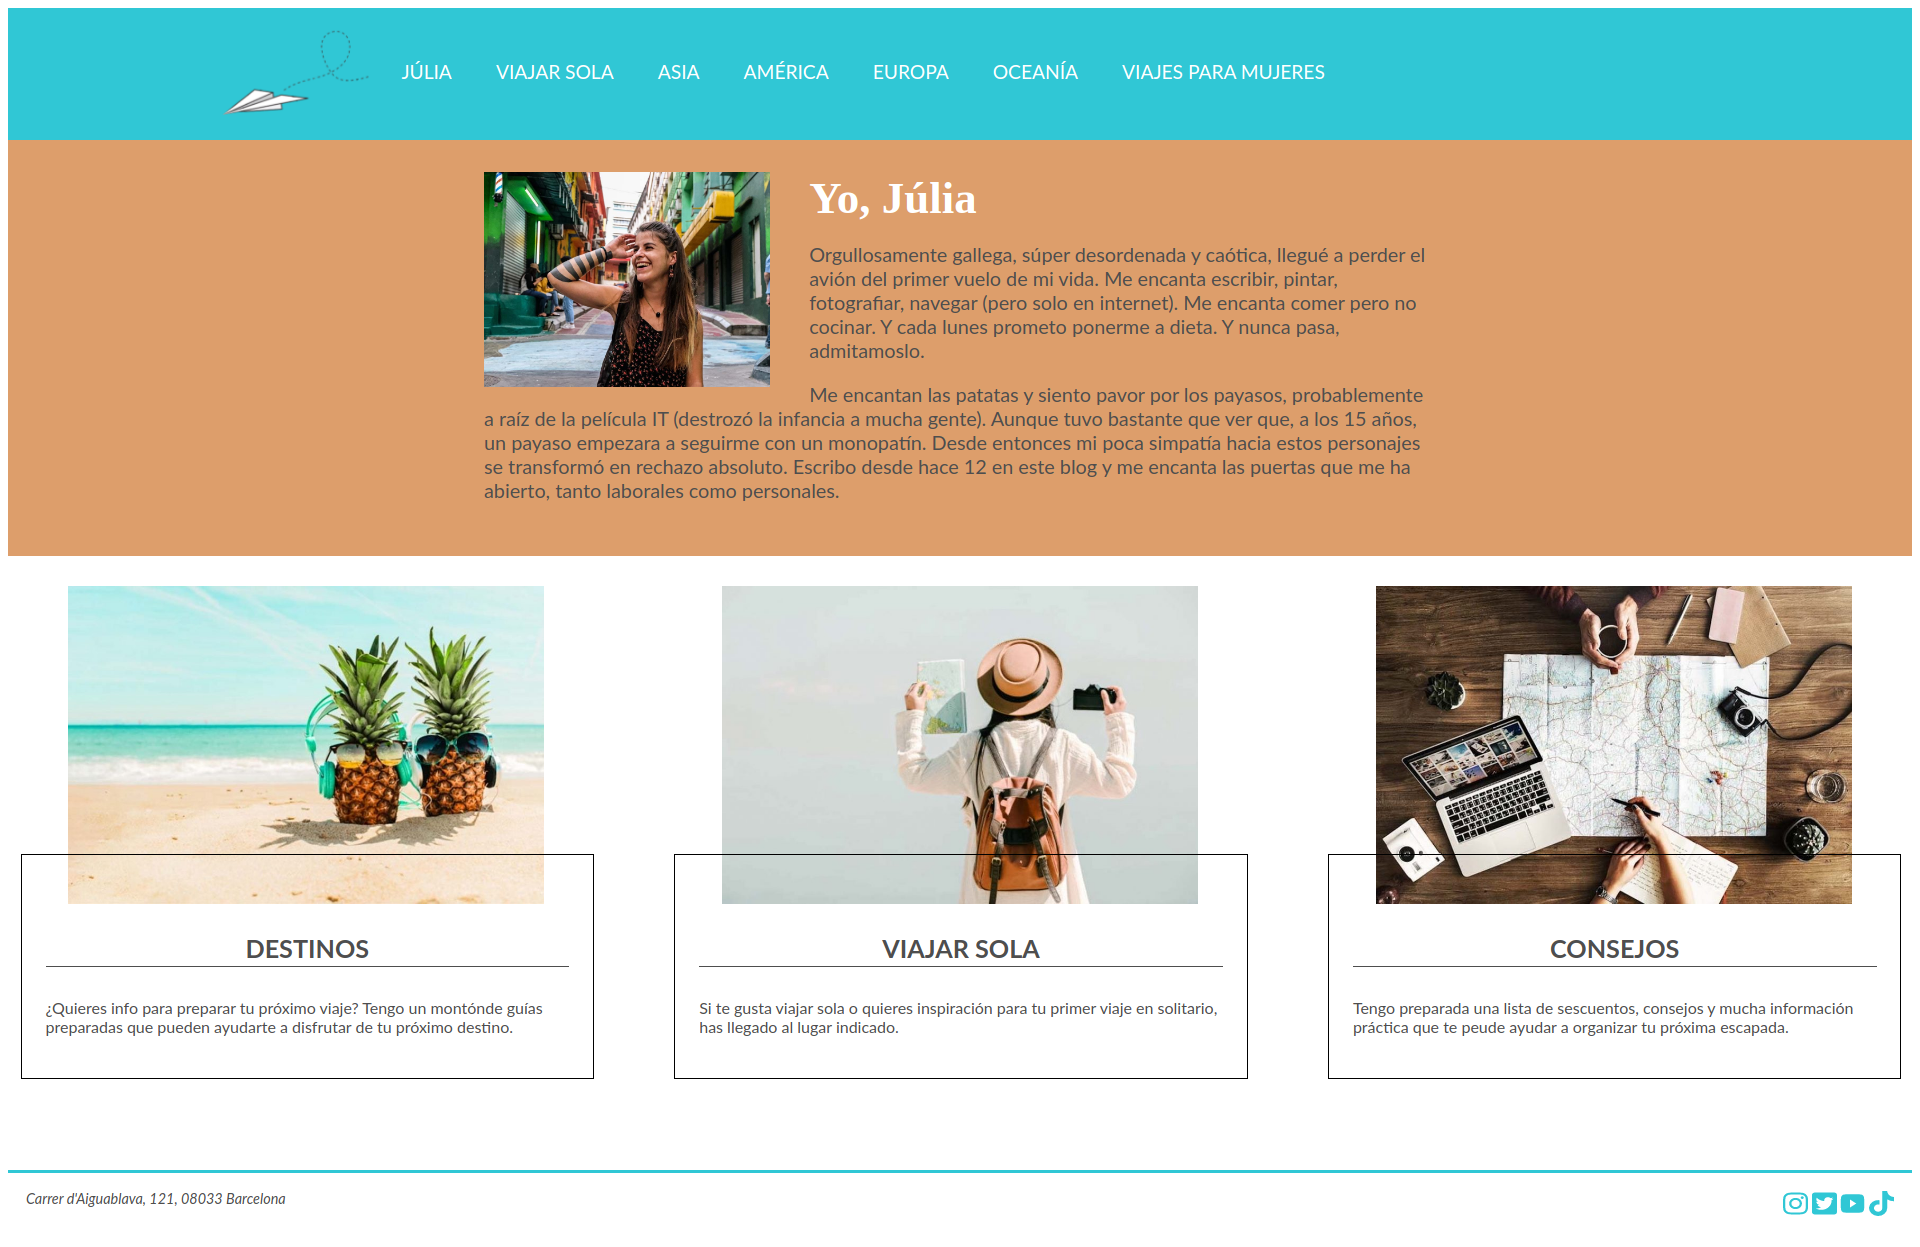 JÚLIA VIAJAR SOLA ASIA AMÉRICA EUROPA OCEANÍA VIAJES PARA MUJERES
Yo, Júlia
Orgullosamente gallega, súper desordenada y caótica, llegué a perder el
avión del primer vuelo de mi vida. Me encanta escribir, pintar,
fotografiar, navegar (pero solo en internet). Me encanta comer pero no
cocinar. Y cada lunes prometo ponerme a dieta. Y nunca pasa,
admitamoslo.
Me encantan las patatas y siento pavor por los payasos, probablemente
a raíz de la película IT (destrozó la infancia a mucha gente). Aunque tuvo bastante que ver que, a los 15 años,
un payaso empezara a seguirme con un monopatín. Desde entonces mi poca simpatía hacia estos personajes
se transformó en rechazo absoluto. Escribo desde hace 12 en este blog y me encanta las puertas que me ha
abierto, tanto laborales como personales.
DESTINOS
¿Quieres info para preparar tu próximo viaje? Tengo un montónde guías
preparadas que pueden ayudarte a disfrutar de tu próximo destino.
VIAJAR SOLA
Si te gusta viajar sola o quieres inspiración para tu primer viaje en solitario,
has llegado al lugar indicado.
CONSEJOS
Tengo preparada una lista de sescuentos, consejos y mucha información
práctica que te peude ayudar a organizar tu próxima escapada.
Carrer d'Aiguablava, 121, 08033 Barcelona